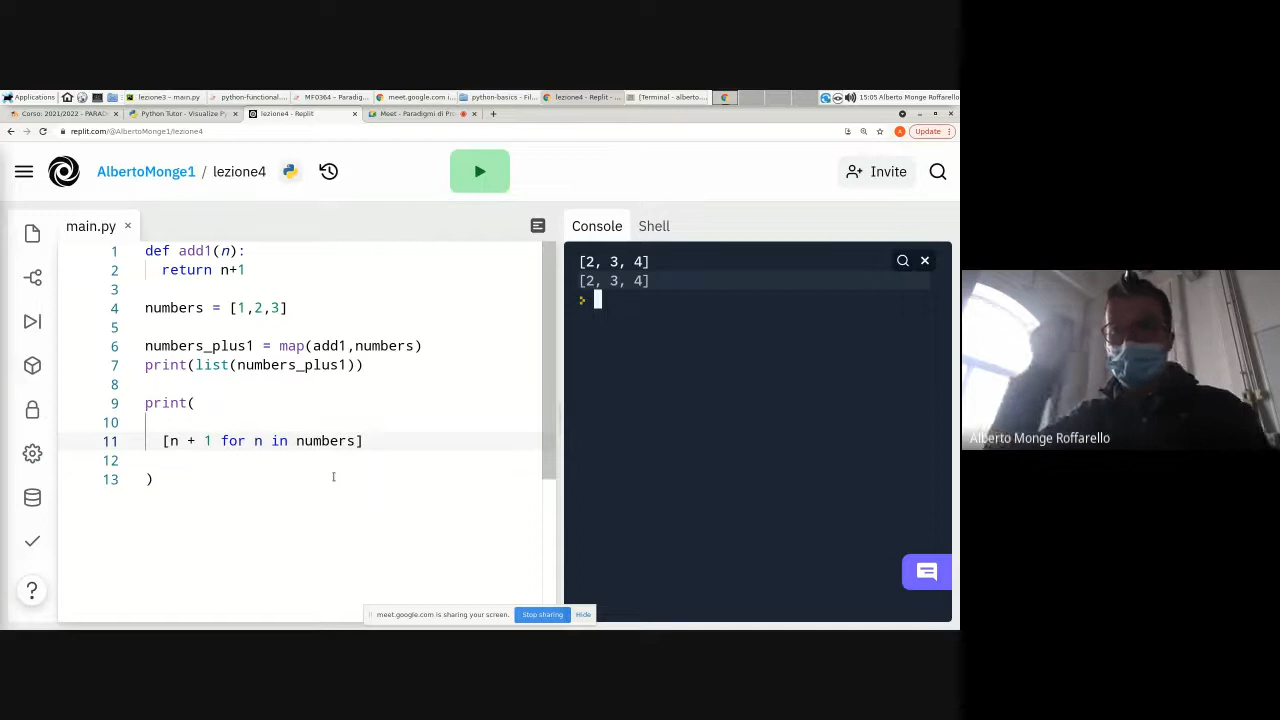 Applications lezione3 - main.py python-functional.... MF0364 - Paradig... meet.google.com i... python-basics - Fil... lezione4 - Replit - ... [Terminal - alberto.... 15:05 Alberto Monge Roffarello
Corso: 2021/2022 - PARAD Python Tutor - Visualize P lezione4 - Replit Meet - Paradigmi di Pr
replit.com/@AlbertoMonge1/lezione4 A Update
AlbertoMonge1 / lezione4 Invite
main.py Console Shell
1 def add1(n):
2 return n+1
3
4 numbers = [1,2,3]
5
6 numbers_plus1 = map(add1,numbers)
7 print(list(numbers_plus1))
8
9 print(
10
11 [n + 1 for n in numbers]
12
13 )
[2, 3, 4]
[2, 3, 4]
?
meet.google.com is sharing your screen. Stop sharing Hide
Alberto Monge Roffarello